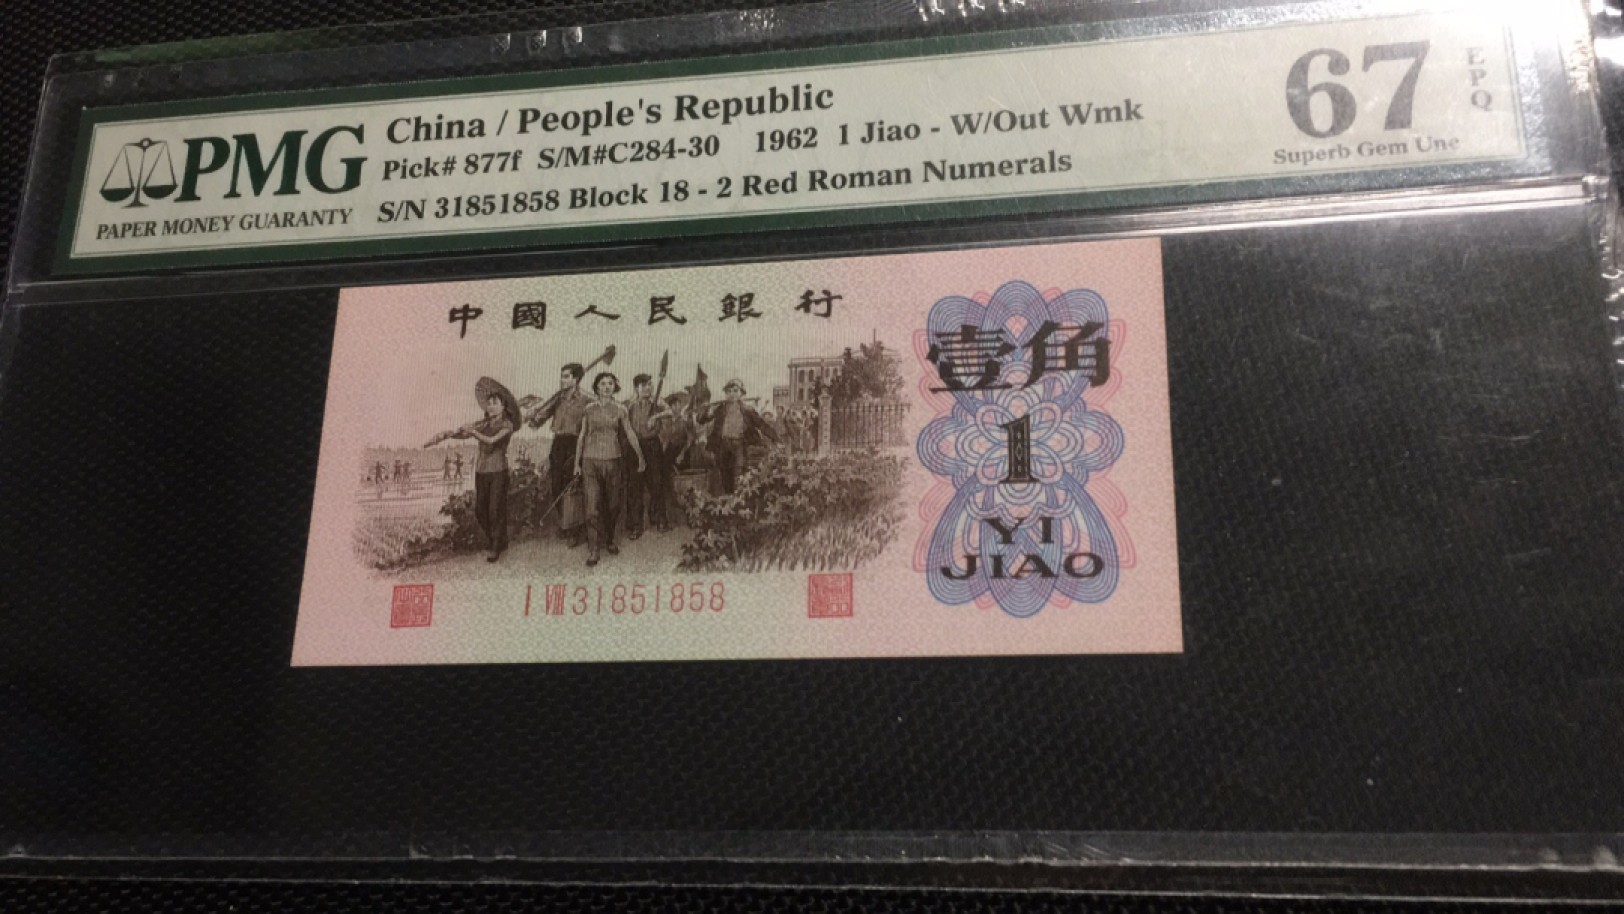 PMG
PAPER MONEY GUARANTY
China / People's Republic
Pick# 877f S/M#C284-30 1962 1 Jiao - W/Out Wmk
S/N 31851858 Block 18 - 2 Red Roman Numerals
67
EPQ
Superb Gem Unc
中國人民銀行
壹角
1
YI
JIAO
I VIII 31851858